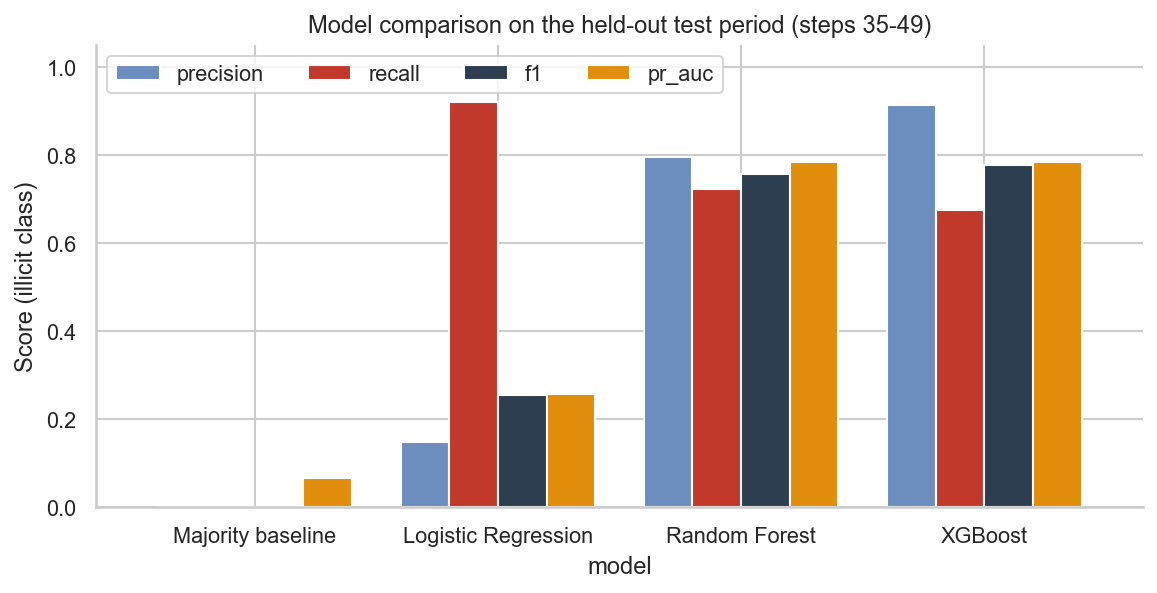 Model comparison on the held-out test period (steps 35-49)
precision recall f1 pr_auc
1.0
0.8
0.6
0.4
0.2
0.0
Score (illicit class)
Majority baseline Logistic Regression Random Forest XGBoost
model